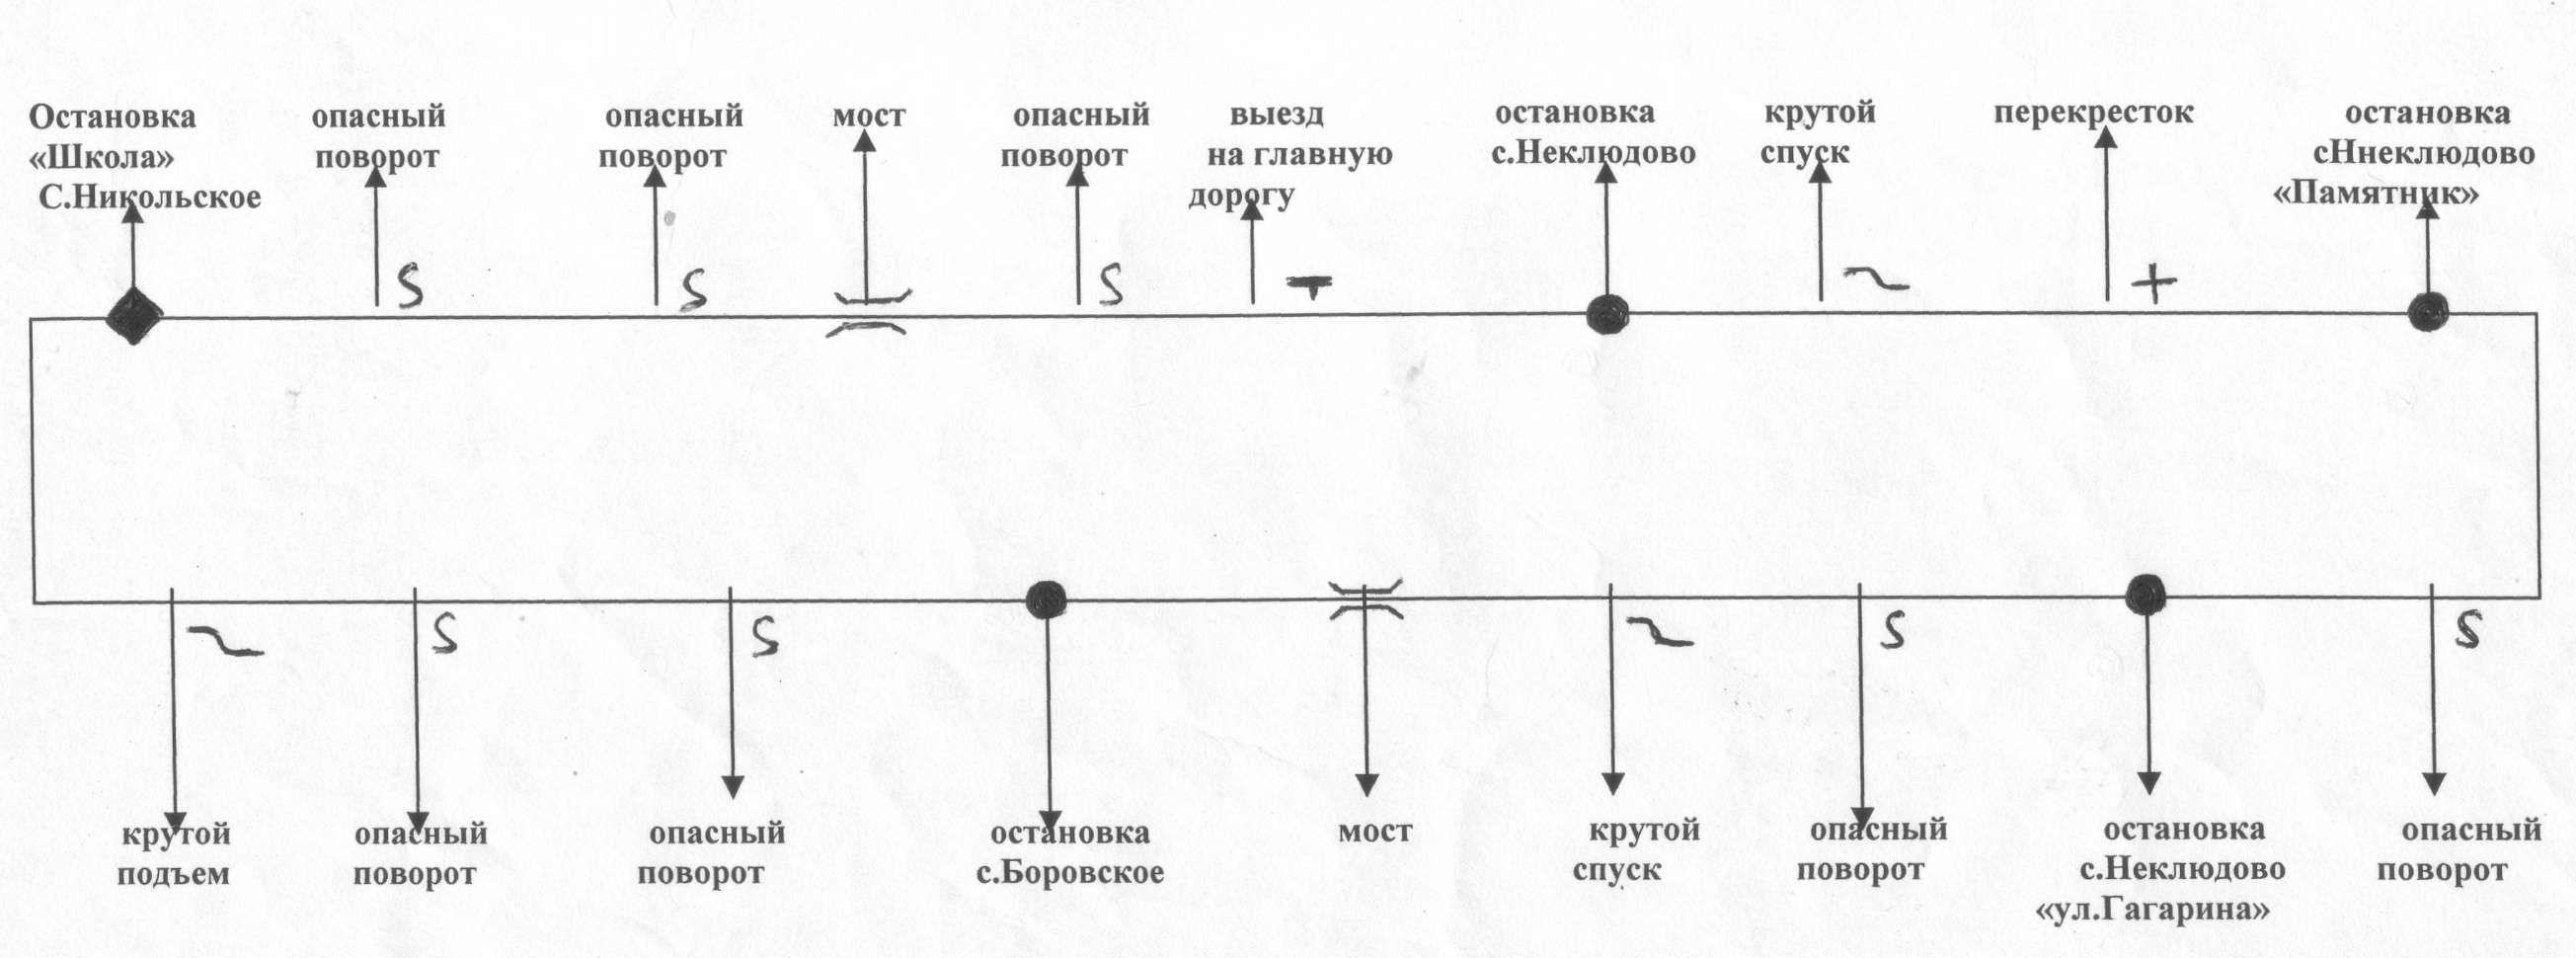 Остановка
«Школа»
С.Никольское
опасный
поворот
опасный
поворот
мост
опасный
поворот
выезд
на главную
дорогу
остановка
с.Неклюдово
крутой
спуск
перекресток
остановка
сНнеклюдово
«Памятник»
S
S
S
S
S
S
S
крутой
подъем
опасный
поворот
опасный
поворот
остановка
с.Боровское
мост
крутой
спуск
опасный
поворот
остановка
с.Неклюдово
«ул.Гагарина»
опасный
поворот